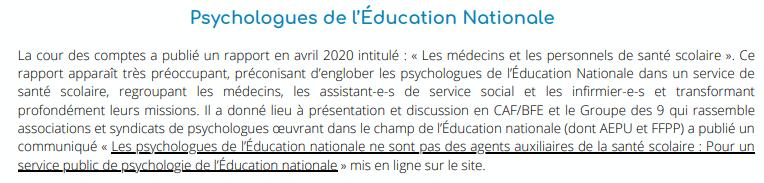 Psychologues de l'Éducation Nationale
La cour des comptes a publié un rapport en avril 2020 intitulé : « Les médecins et les personnels de santé scolaire ». Ce
rapport apparaît très préoccupant, préconisant d'englober les psychologues de l'Éducation Nationale dans un service de
santé scolaire, regroupant les médecins, les assistant-e-s de service social et les infirmier-e-s et transformant
profondément leurs missions. Il a donné lieu à présentation et discussion en CAF/BFE et le Groupe des 9 qui rassemble
associations et syndicats de psychologues œuvrant dans le champ de l'Éducation nationale (dont AEPU et FFPP) a publié un
communiqué « Les psychologues de l'Éducation nationale ne sont pas des agents auxiliaires de la santé scolaire : Pour un
service public de psychologie de l'Éducation nationale » mis en ligne sur le site.